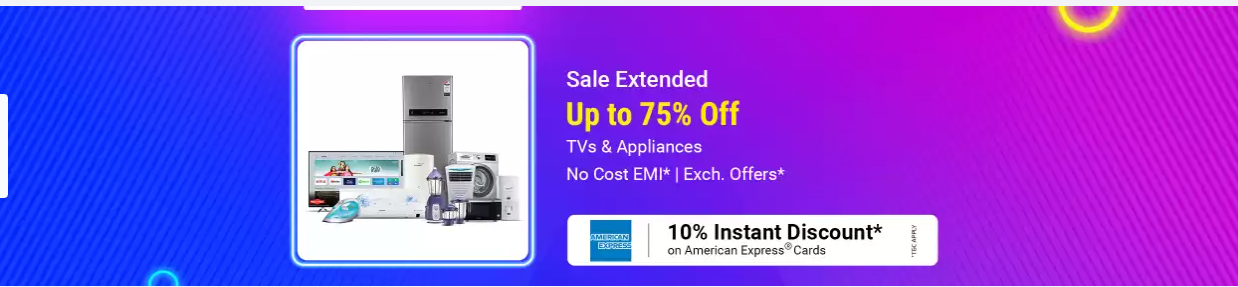 Sale Extended
Up to 75% Off
TVs & Appliances
No Cost EMI* | Exch. Offers*
AMERICAN
EXPRESS
10% Instant Discount*
on American Express® Cards
*T&C APPLY